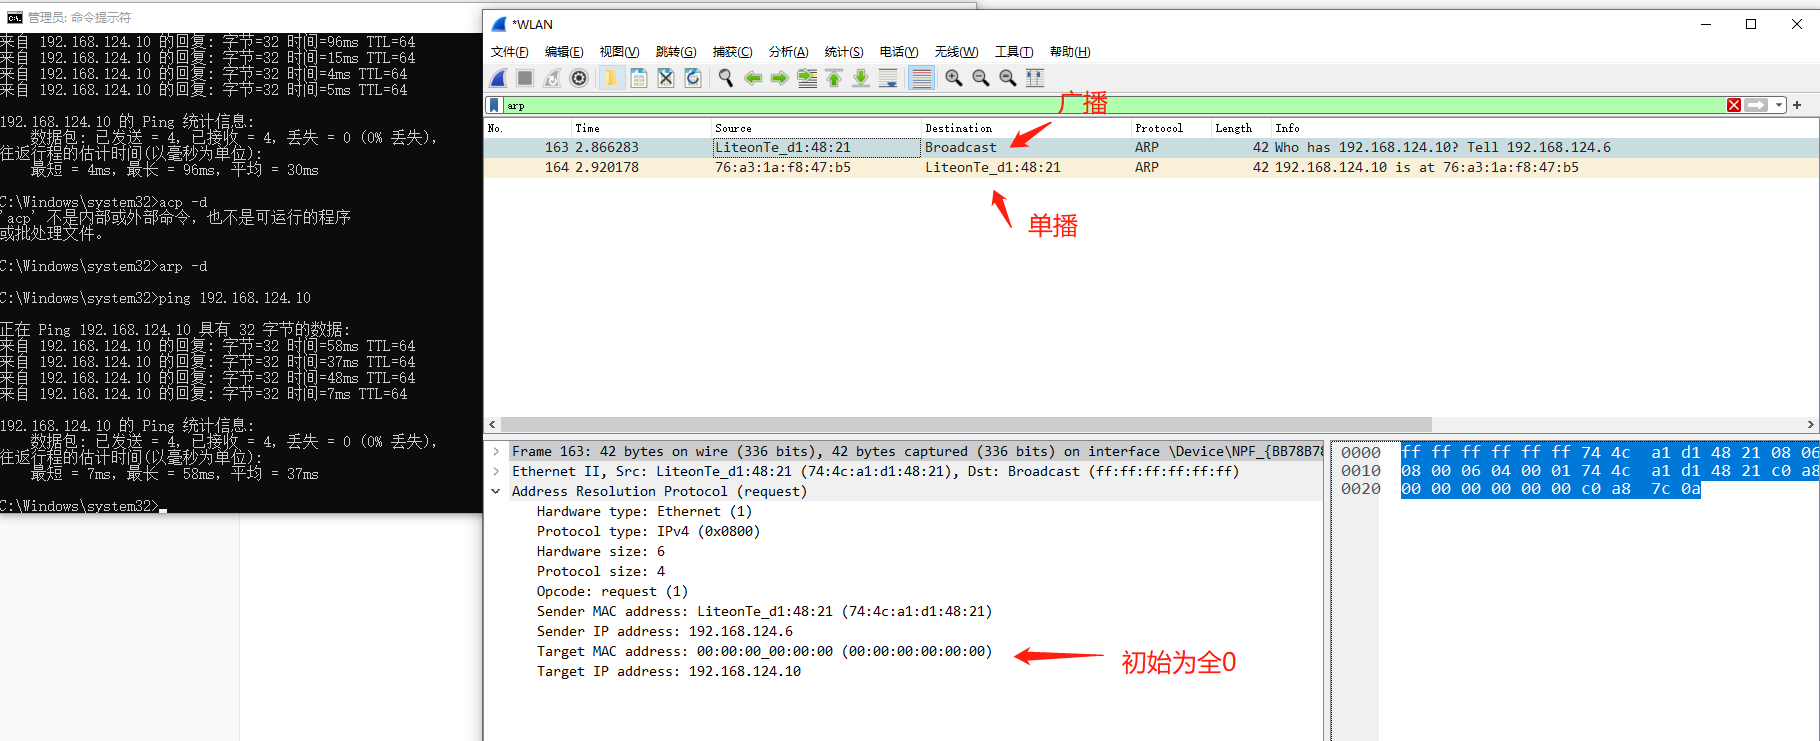 管理员: 命令提示符
来自 192.168.124.10 的回复: 字节=32 时间=96ms TTL=64
来自 192.168.124.10 的回复: 字节=32 时间=15ms TTL=64
来自 192.168.124.10 的回复: 字节=32 时间=4ms TTL=64
来自 192.168.124.10 的回复: 字节=32 时间=5ms TTL=64
192.168.124.10 的 Ping 统计信息:
数据包: 已发送 = 4，已接收 = 4，丢失 = 0 (0% 丢失)，
往返行程的估计时间(以毫秒为单位):
最短 = 4ms，最长 = 96ms，平均 = 30ms
C:\Windows\system32>acp -d
'acp' 不是内部或外部命令，也不是可运行的程序
或批处理文件。
C:\Windows\system32>arp -d
C:\Windows\system32>ping 192.168.124.10
正在 Ping 192.168.124.10 具有 32 字节的数据:
来自 192.168.124.10 的回复: 字节=32 时间=58ms TTL=64
来自 192.168.124.10 的回复: 字节=32 时间=37ms TTL=64
来自 192.168.124.10 的回复: 字节=32 时间=48ms TTL=64
来自 192.168.124.10 的回复: 字节=32 时间=7ms TTL=64
192.168.124.10 的 Ping 统计信息:
数据包: 已发送 = 4，已接收 = 4，丢失 = 0 (0% 丢失)，
往返行程的估计时间(以毫秒为单位):
最短 = 7ms，最长 = 58ms，平均 = 37ms
C:\Windows\system32>
*WLAN
文件(F) 编辑(E) 视图(V) 跳转(G) 捕获(C) 分析(A) 统计(S) 电话(Y) 无线(W) 工具(T) 帮助(H)
arp
广播
No. Time Source Destination Protocol Length Info
163 2.866283 LiteonTe_d1:48:21 Broadcast ARP 42 Who has 192.168.124.10? Tell 192.168.124.6
164 2.920178 76:a3:1a:f8:47:b5 LiteonTe_d1:48:21 ARP 42 192.168.124.10 is at 76:a3:1a:f8:47:b5
单播
Frame 163: 42 bytes on wire (336 bits), 42 bytes captured (336 bits) on interface \Device\NPF_{BB78B78
Ethernet II, Src: LiteonTe_d1:48:21 (74:4c:a1:d1:48:21), Dst: Broadcast (ff:ff:ff:ff:ff:ff)
Address Resolution Protocol (request)
Hardware type: Ethernet (1)
Protocol type: IPv4 (0x0800)
Hardware size: 6
Protocol size: 4
Opcode: request (1)
Sender MAC address: LiteonTe_d1:48:21 (74:4c:a1:d1:48:21)
Sender IP address: 192.168.124.6
Target MAC address: 00:00:00_00:00:00 (00:00:00:00:00:00)
Target IP address: 192.168.124.10
初始为全0
0000 ff ff ff ff ff ff 74 4c a1 d1 48 21 08 06
0010 08 00 06 04 00 01 74 4c a1 d1 48 21 c0 a8
0020 00 00 00 00 00 00 c0 a8 7c 0a